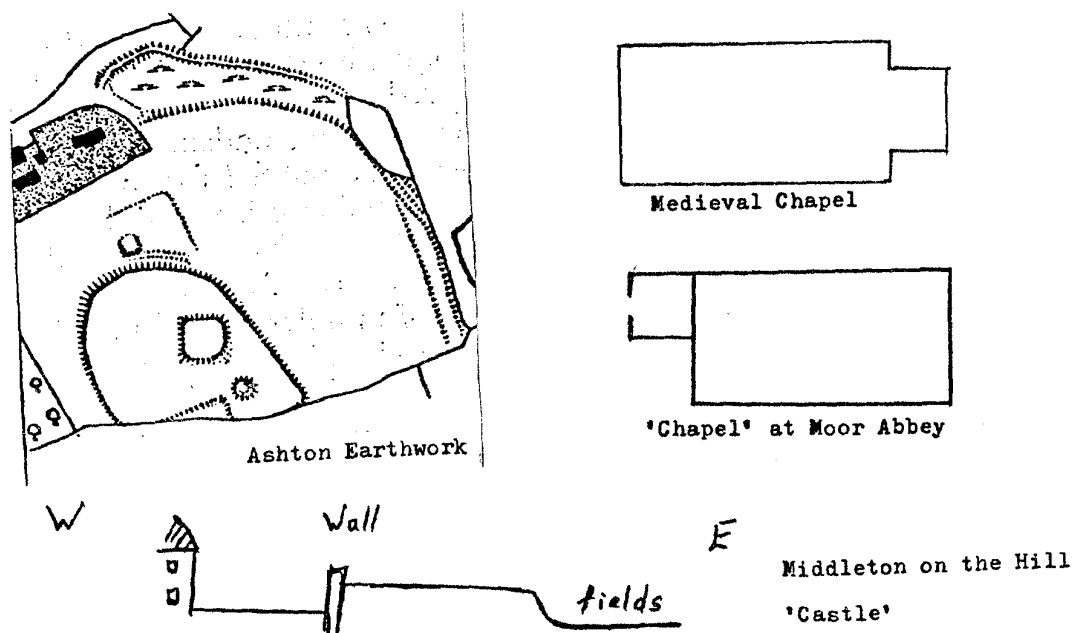 Medieval Chapel
'Chapel' at Moor Abbey
Ashton Earthwork
W Wall E
Middleton on the Hill
fields
'Castle'